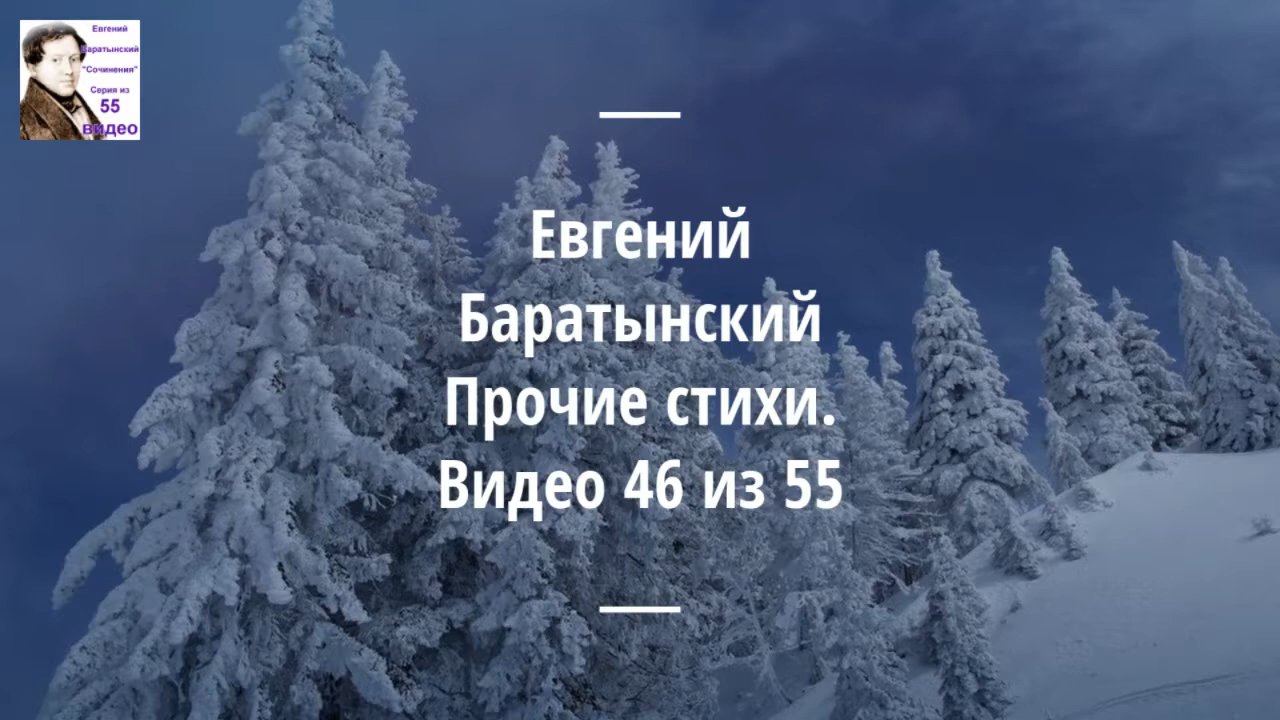 Евгений
Баратынский
"Сочинения"
Серия из
55
видео
Евгений
Баратынский
Прочие стихи.
Видео 46 из 55